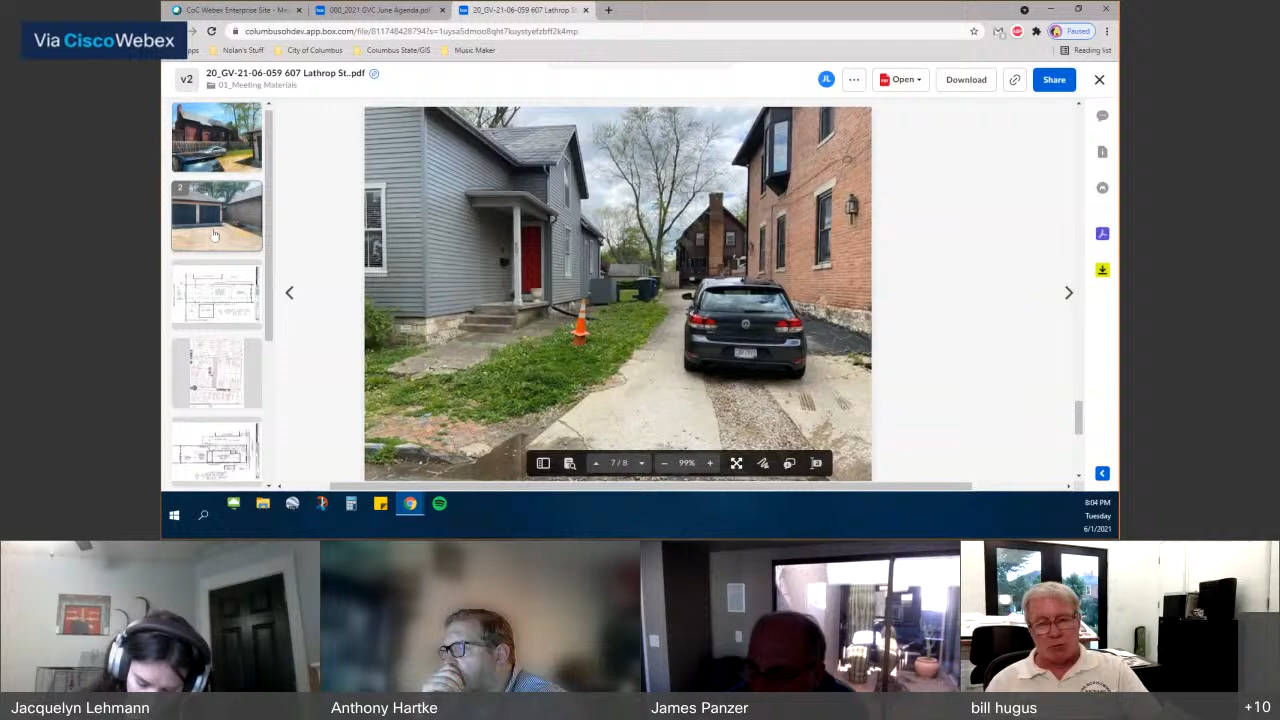 Via Cisco Webex
CoC Webex Enterprise Site - Me
000_2021 GVC June Agenda.pdf
20_GV-21-06-059 607 Lathrop S
columbusohdev.app.box.com/file/811748428794?s=1uysa5dmoo8qht7kuystyefzbff2k4mp
Paused
Nolan's Stuff
City of Columbus
Columbus State/GIS
Music Maker
Reading list
v2
20_GV-21-06-059 607 Lathrop St..pdf
01_Meeting Materials
JL
Open
Download
Share
2
7 / 8
99%
8:04 PM
Tuesday
6/1/2021
Jacquelyn Lehmann
Anthony Hartke
James Panzer
bill hugus
+10